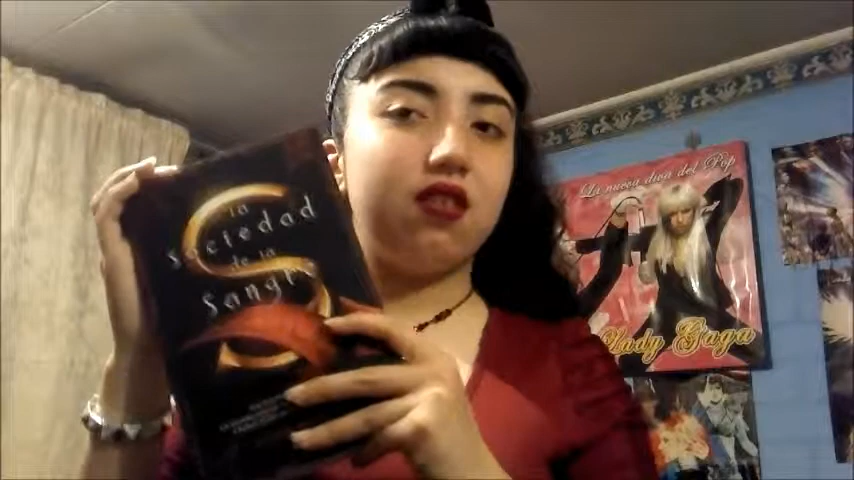 la
Sociedad
de la
Sangre
La nueva diva del Pop
Lady Gaga